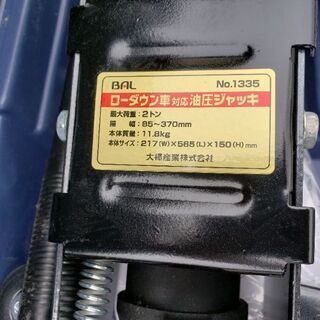 BAL No.1335
ローダウン車対応油圧ジャッキ
最大荷重：2トン
揚幅：85〜370mm
本体質量：11.8kg
本体サイズ：217(W)×565(L)×150(H)mm
大橋産業株式会社